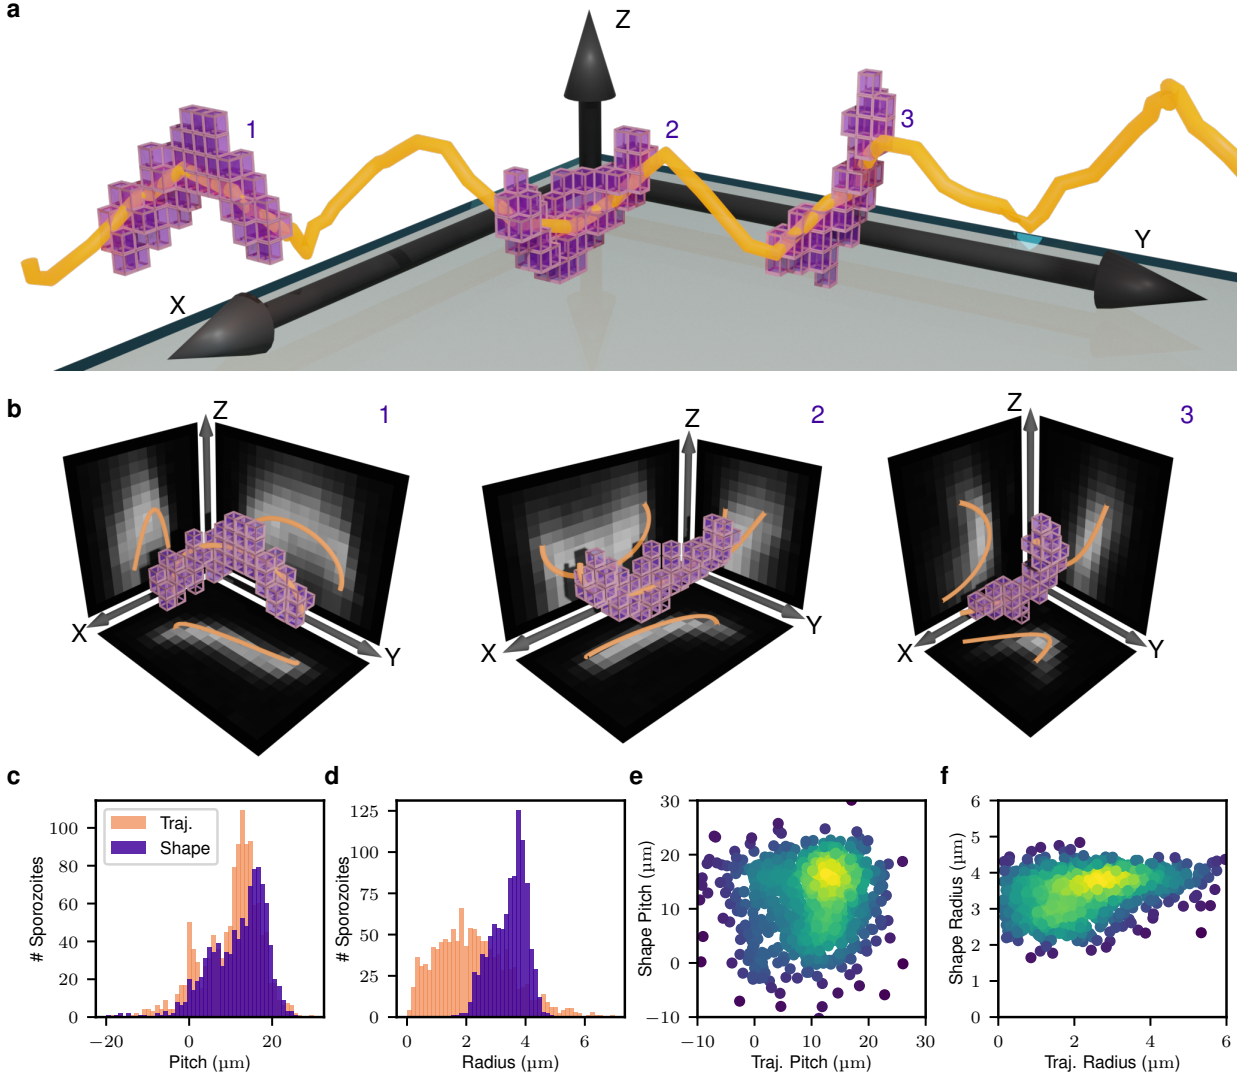 a
Z
1
2
3
Y
X
b
Z
1
X
Y
Z
2
X
Y
Z
3
X
Y
c
# Sporozoites
100
80
60
40
20
0
−20
0
20
Pitch (µm)
Traj.
Shape
d
# Sporozoites
125
100
75
50
25
0
0
2
4
6
Radius (µm)
e
Shape Pitch (µm)
30
20
10
0
−10
−10
0
10
20
30
Traj. Pitch (µm)
f
Shape Radius (µm)
6
5
4
3
2
1
0
0
2
4
6
Traj. Radius (µm)